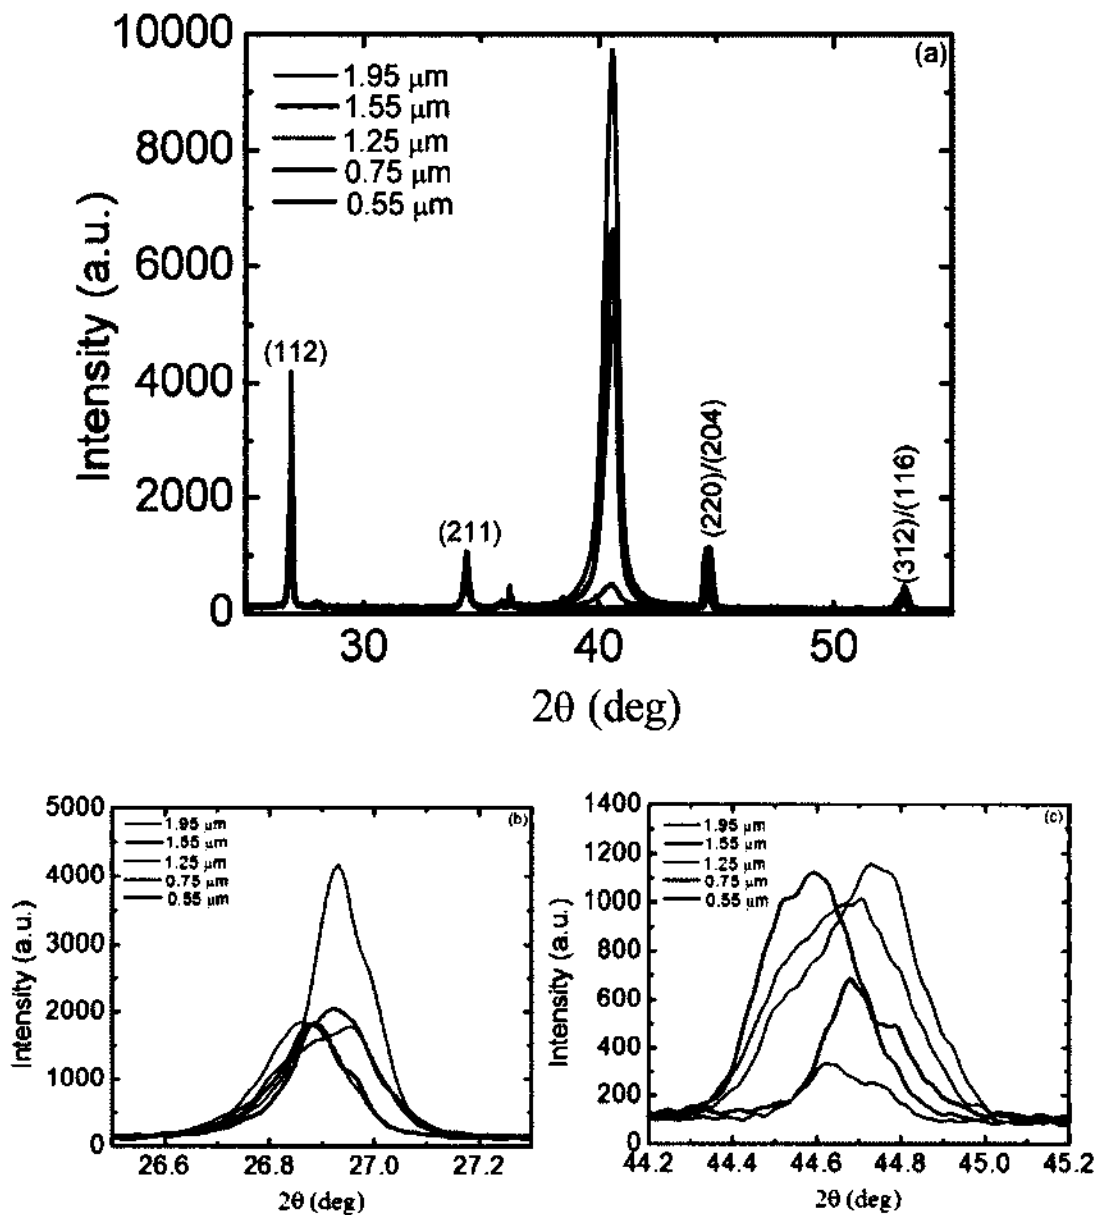 10000
8000
6000
4000
2000
0
Intensity (a.u.)
(a)
1.95 μm
1.55 μm
1.25 μm
0.75 μm
0.55 μm
(112)
(211)
(220)/(204)
(312)/(116)
30
40
50
2θ (deg)
5000
4000
3000
2000
1000
0
Intensity (a.u.)
(b)
1.95 μm
1.55 μm
1.25 μm
0.75 μm
0.55 μm
26.6
26.8
27.0
27.2
2θ (deg)
1400
1200
1000
800
600
400
200
0
Intensity (a.u.)
(c)
1.95 μm
1.55 μm
1.25 μm
0.75 μm
0.55 μm
44.2
44.4
44.6
44.8
45.0
45.2
2θ (deg)